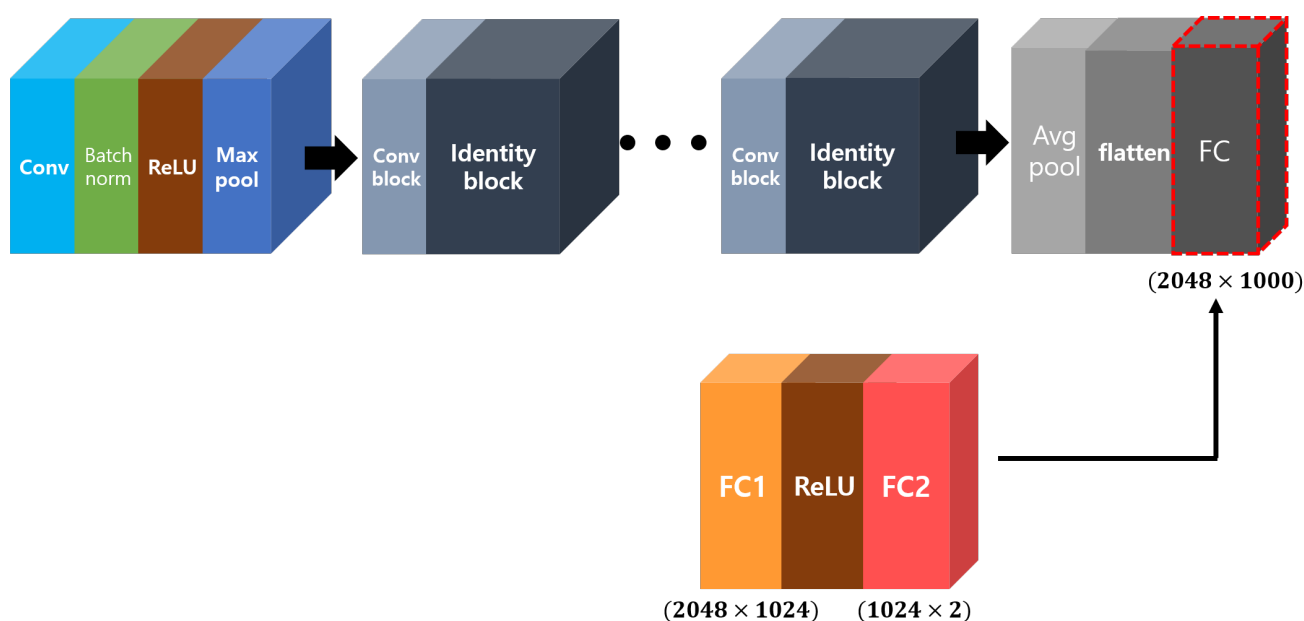 Conv
Batch
norm
ReLU
Max
pool
Conv
block
Identity
block
Conv
block
Identity
block
Avg
pool
flatten
FC
(2048 × 1000)
FC1
ReLU
FC2
(2048 × 1024)
(1024 × 2)